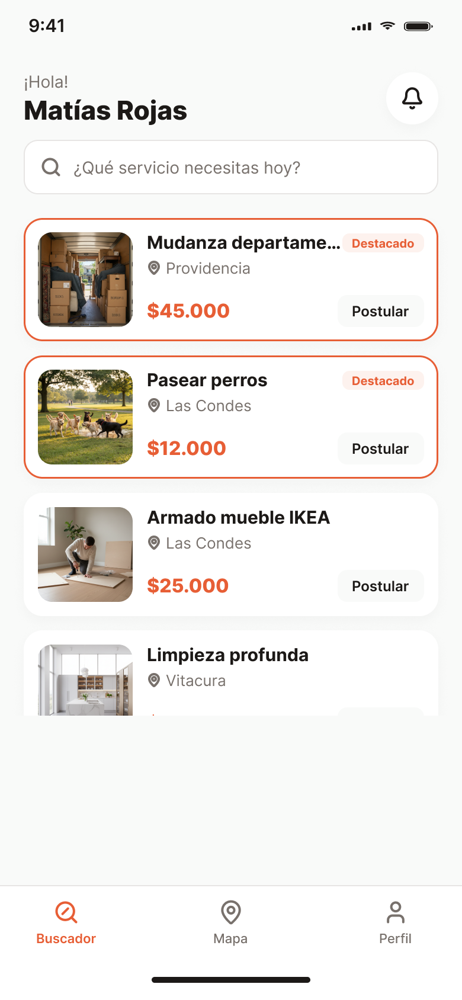 9:41
¡Hola!
Matías Rojas
¿Qué servicio necesitas hoy?
Mudanza departame... Destacado
Providencia
$45.000 Postular
Pasear perros Destacado
Las Condes
$12.000 Postular
Armado mueble IKEA
Las Condes
$25.000 Postular
Limpieza profunda
Vitacura
Buscador Mapa Perfil